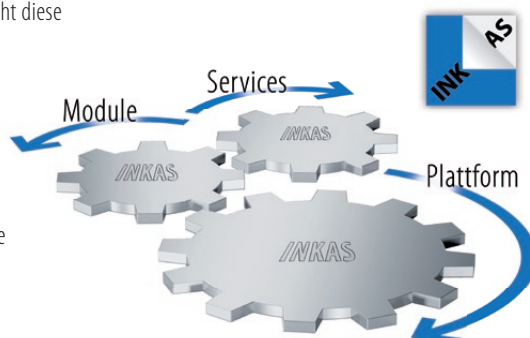 ht diese
INK
AS
Services
Module
INKAS
INKAS
Plattform
e
INKAS